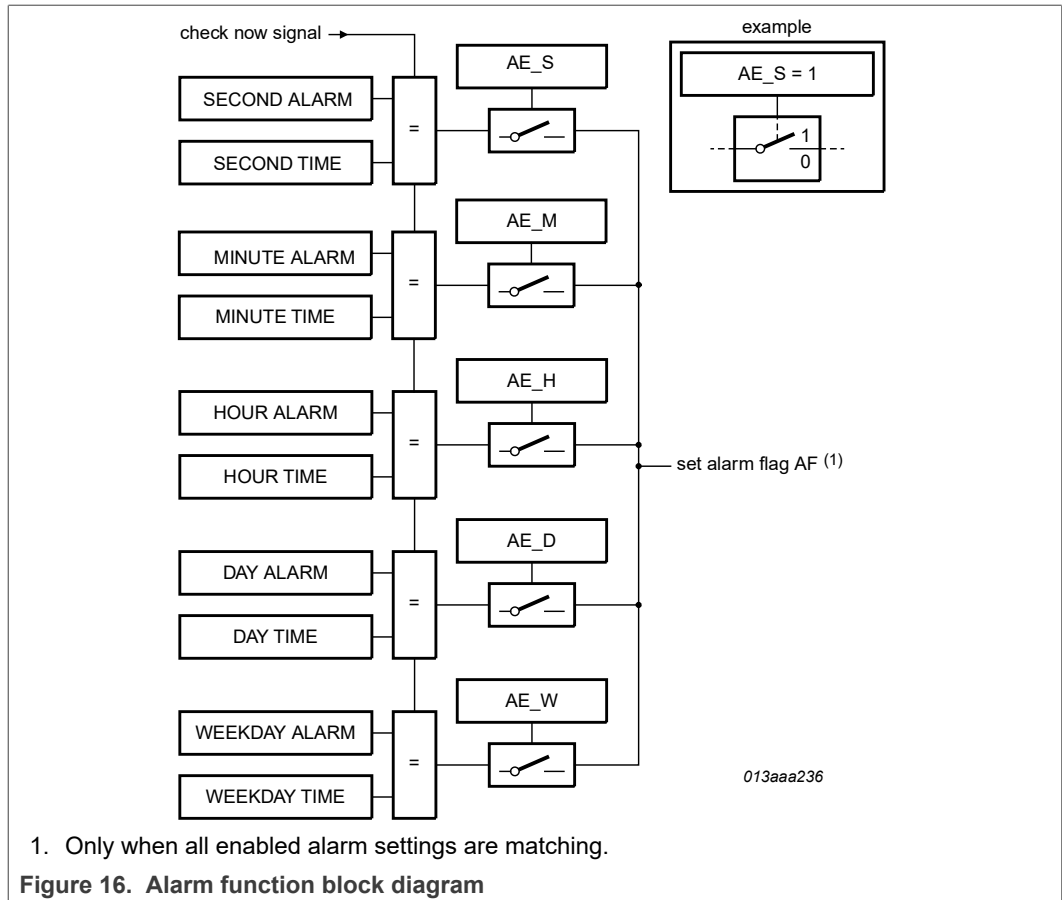 check now signal
example
AE_S
AE_S = 1
SECOND ALARM
=
1
SECOND TIME
0
AE_M
MINUTE ALARM
=
MINUTE TIME
AE_H
HOUR ALARM
=
set alarm flag AF (1)
HOUR TIME
AE_D
DAY ALARM
=
DAY TIME
AE_W
WEEKDAY ALARM
=
013aaa236
WEEKDAY TIME
1. Only when all enabled alarm settings are matching.
Figure 16. Alarm function block diagram